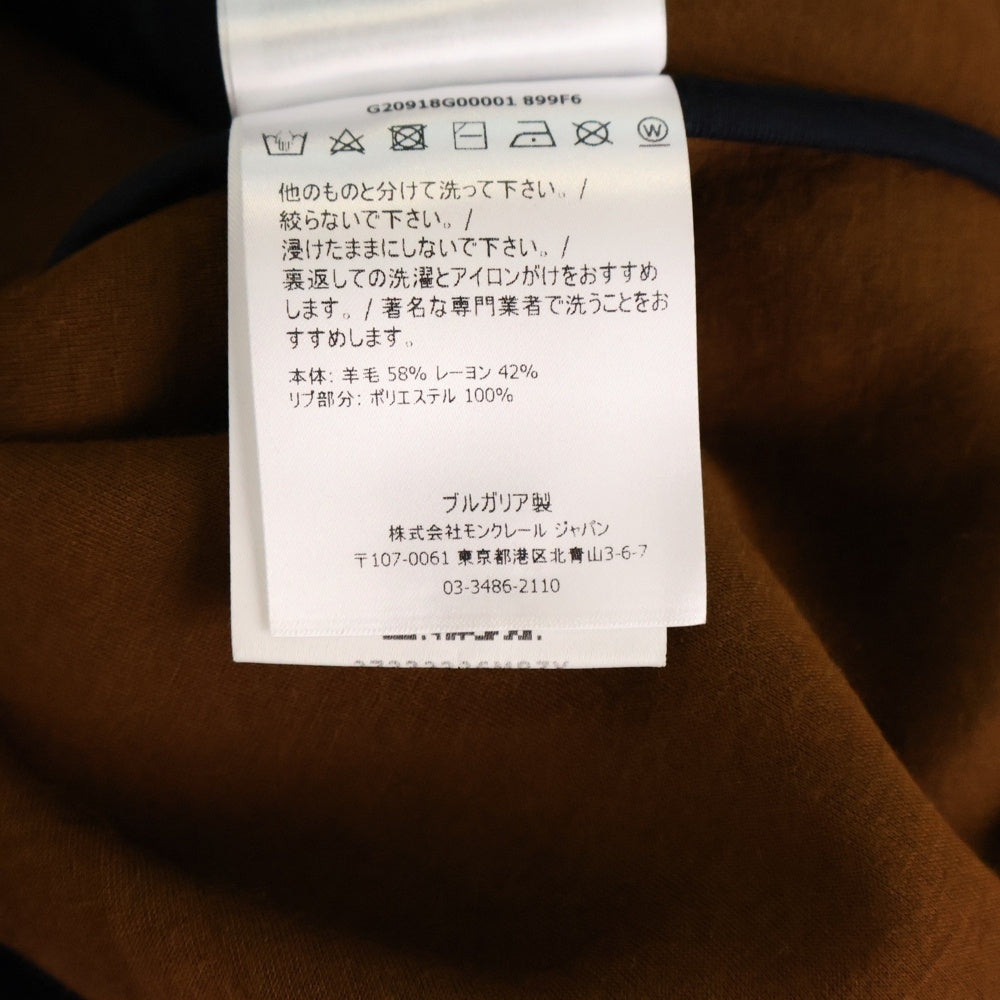 G20918G00001 899F6
W
他のものと分けて洗って下さい。/
絞らないで下さい。/
浸けたままにしないで下さい。/
裏返しての洗濯とアイロンがけをおすすめ
します。/ 著名な専門業者で洗うことをお
すすめします。
本体: 羊毛 58% レーヨン 42%
リブ部分: ポリエステル 100%
ブルガリア製
株式会社モンクレール ジャパン
〒107-0061 東京都港区北青山3-6-7
03-3486-2110